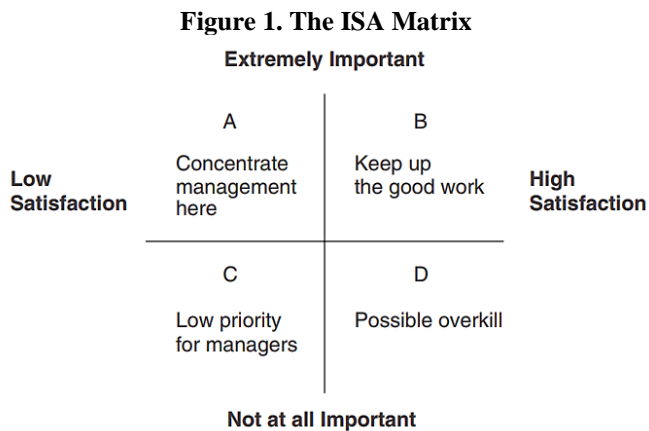 Figure 1. The ISA Matrix
Extremely Important
A
B
Concentrate
management
here
Keep up
the good work
Low
Satisfaction
High
Satisfaction
C
D
Low priority
for managers
Possible overkill
Not at all Important